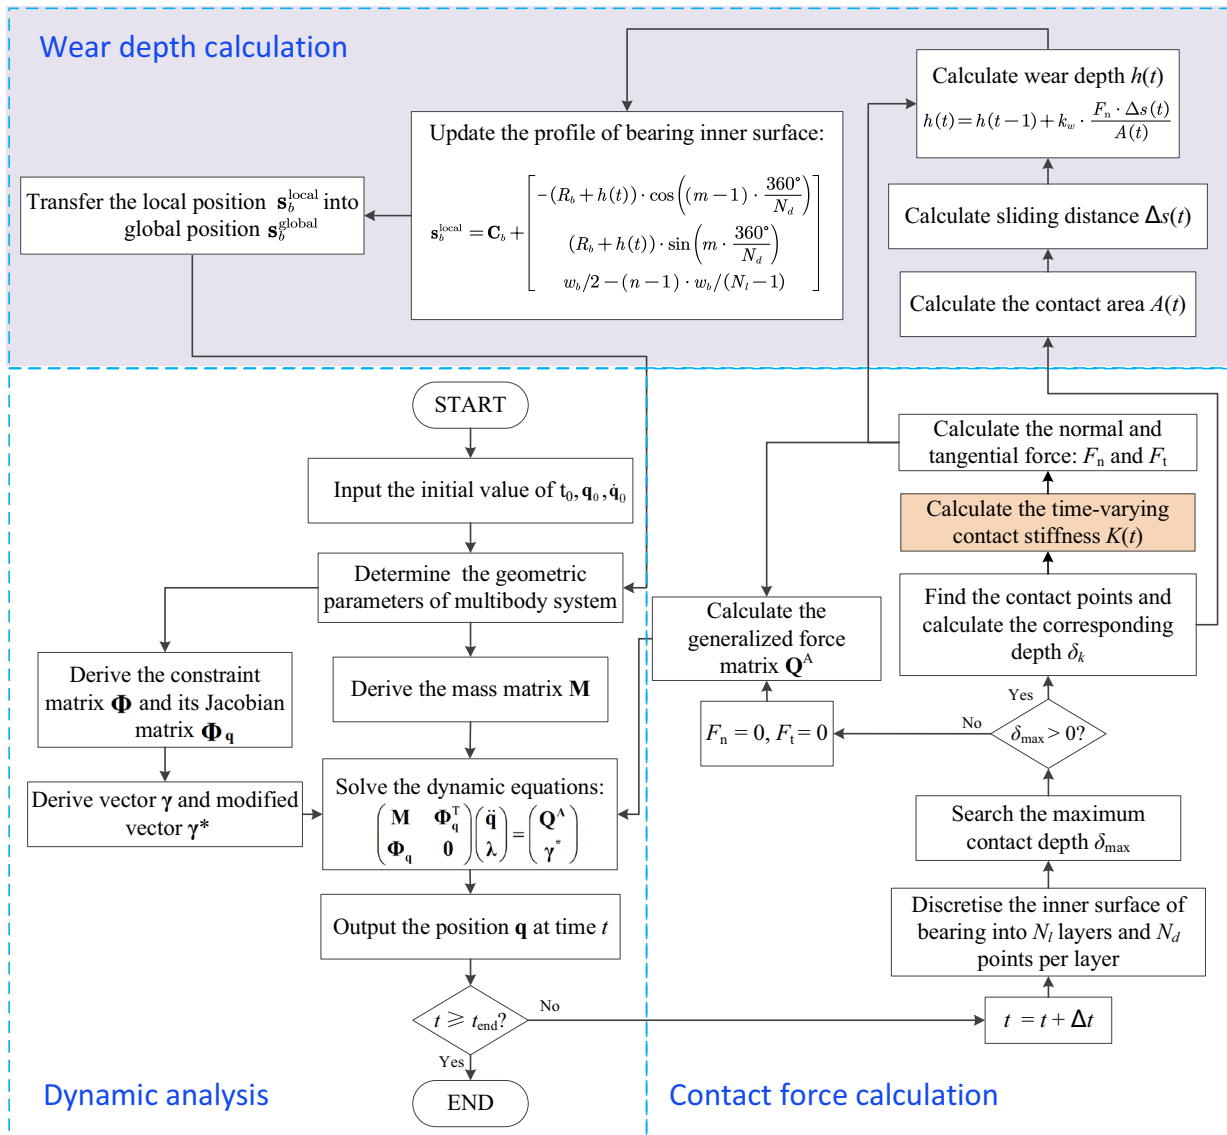 Wear depth calculation
Calculate wear depth h(t)
h(t) = h(t−1) + k_w · F_n · Δs(t) / A(t)
Update the profile of bearing inner surface:
s_b^local = C_b + [ −(R_b + h(t)) · cos((m−1) · 360°/N_d)
(R_b + h(t)) · sin(m · 360°/N_d)
w_b/2 − (n−1) · w_b/(N_l − 1) ]
Transfer the local position s_b^local into
global position s_b^global
Calculate sliding distance Δs(t)
Calculate the contact area A(t)
START
Input the initial value of t_0, q_0, q̇_0
Determine the geometric
parameters of multibody system
Derive the constraint
matrix Φ and its Jacobian
matrix Φ_q
Derive the mass matrix M
Derive vector γ and modified
vector γ*
Solve the dynamic equations:
(M Φ_q^T) (q̈) = (Q^A)
(Φ_q 0) (λ) (γ*)
Output the position q at time t
t ⩾ t_end?
No
Yes
END
Dynamic analysis
Calculate the normal and
tangential force: F_n and F_t
Calculate the time-varying
contact stiffness K(t)
Find the contact points and
calculate the corresponding
depth δ_k
Calculate the
generalized force
matrix Q^A
Yes
No
δ_max > 0?
F_n = 0, F_t = 0
Search the maximum
contact depth δ_max
Discretise the inner surface of
bearing into N_l layers and N_d
points per layer
t = t + Δt
Contact force calculation